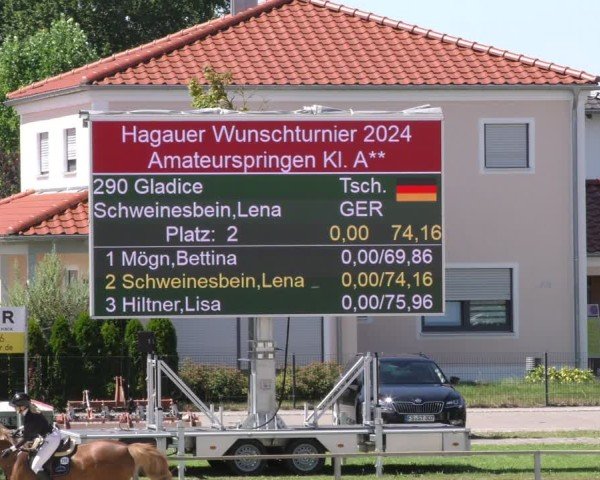 Hagauer Wunschturnier 2024
Amateurspringen Kl. A**
290 Gladice Tsch.
Schweinesbein,Lena GER
Platz: 2 0,00 74,16
1 Mögn,Bettina 0,00/69,86
2 Schweinesbein,Lena 0,00/74,16
3 Hiltner,Lisa 0,00/75,96